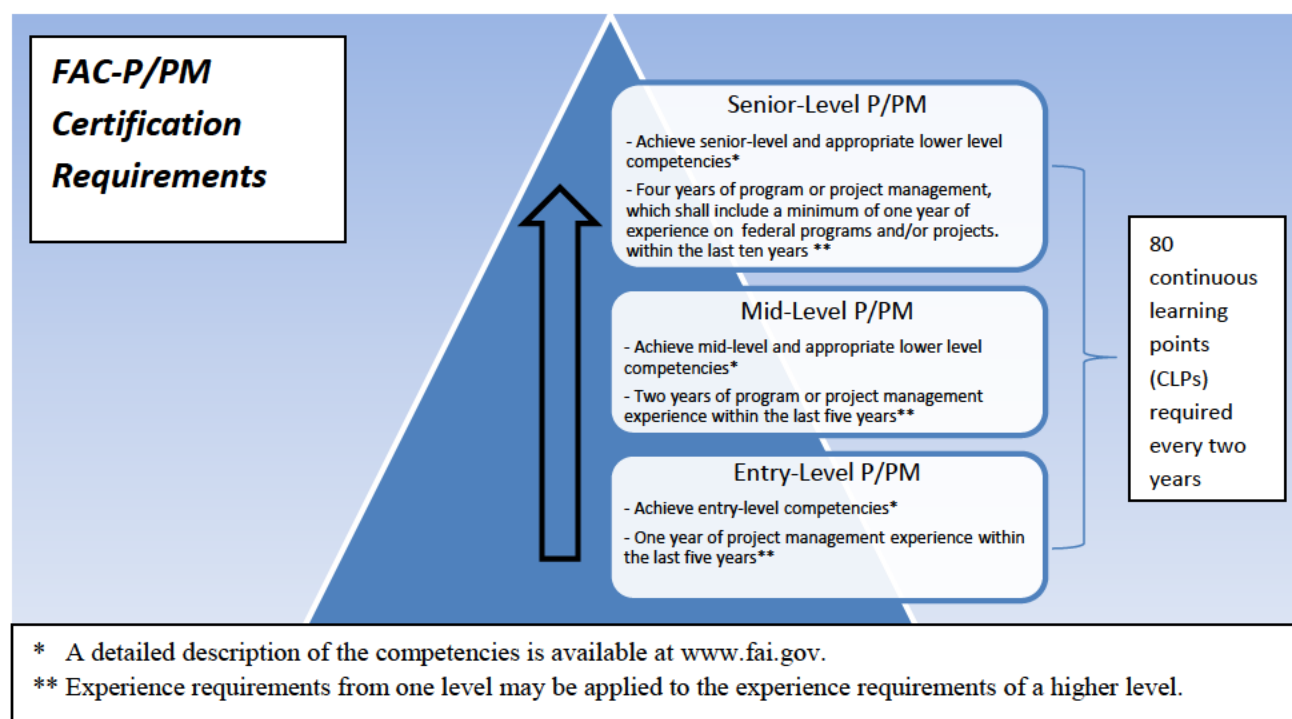 FAC-P/PM
Certification
Requirements
Senior-Level P/PM
- Achieve senior-level and appropriate lower level
competencies*
- Four years of program or project management,
which shall include a minimum of one year of
experience on federal programs and/or projects.
within the last ten years **
Mid-Level P/PM
- Achieve mid-level and appropriate lower level
competencies*
- Two years of program or project management
experience within the last five years**
Entry-Level P/PM
- Achieve entry-level competencies*
- One year of project management experience within
the last five years**
80
continuous
learning
points
(CLPs)
required
every two
years
* A detailed description of the competencies is available at www.fai.gov.
** Experience requirements from one level may be applied to the experience requirements of a higher level.